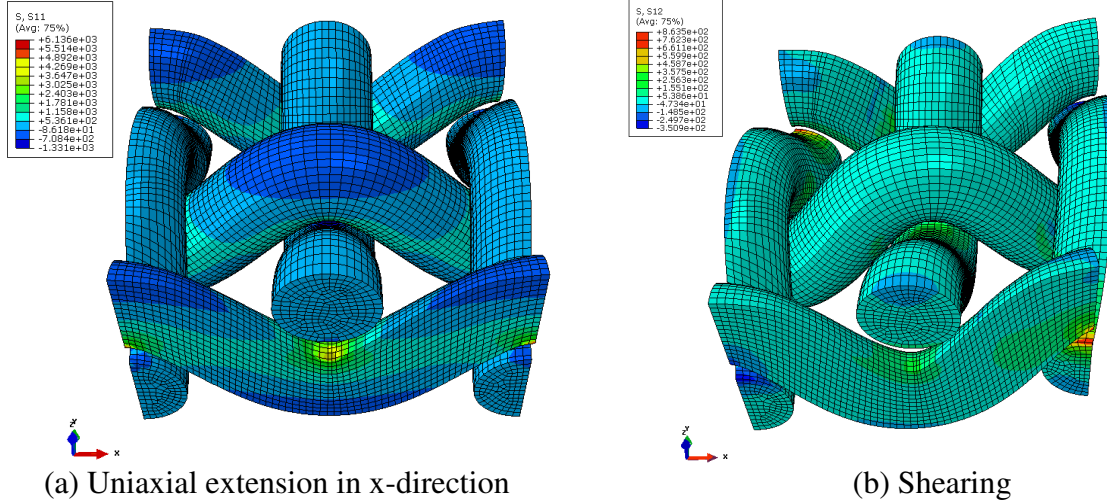 S, S11
(Avg: 75%)
+6.136e+03
+5.514e+03
+4.892e+03
+4.269e+03
+3.647e+03
+3.025e+03
+2.403e+03
+1.781e+03
+1.158e+03
+5.361e+02
-8.618e+01
-7.084e+02
-1.331e+03
S, S12
(Avg: 75%)
+8.635e+02
+7.623e+02
+6.611e+02
+5.599e+02
+4.587e+02
+3.575e+02
+2.563e+02
+1.551e+02
+5.386e+01
-4.734e+01
-1.485e+02
-2.497e+02
-3.509e+02
z Y
x
z Y
x
(a) Uniaxial extension in x-direction
(b) Shearing